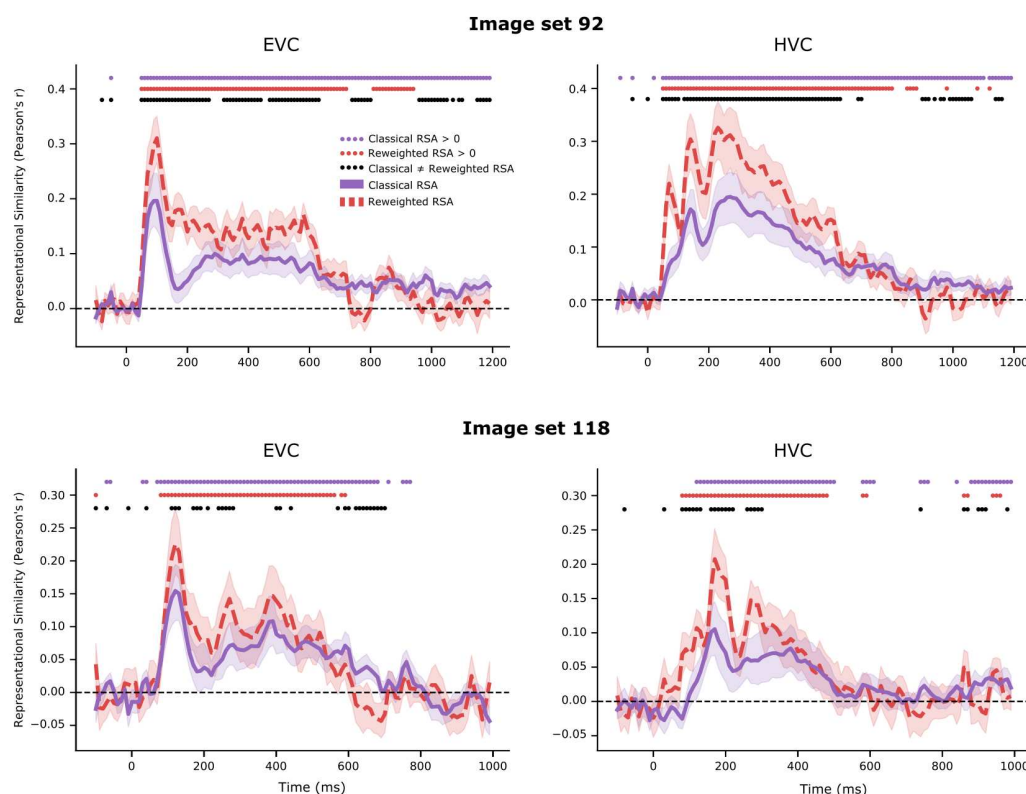 Image set 92
EVC
HVC
Representational Similarity (Pearson's r)
0.4
0.3
0.2
0.1
0.0
Classical RSA > 0
Reweighted RSA > 0
Classical ≠ Reweighted RSA
Classical RSA
Reweighted RSA
0 200 400 600 800 1000 1200
0.4
0.3
0.2
0.1
0.0
0 200 400 600 800 1000 1200
Image set 118
EVC
HVC
Representational Similarity (Pearson's r)
0.30
0.25
0.20
0.15
0.10
0.05
0.00
−0.05
0 200 400 600 800 1000
Time (ms)
0.30
0.25
0.20
0.15
0.10
0.05
0.00
−0.05
0 200 400 600 800 1000
Time (ms)